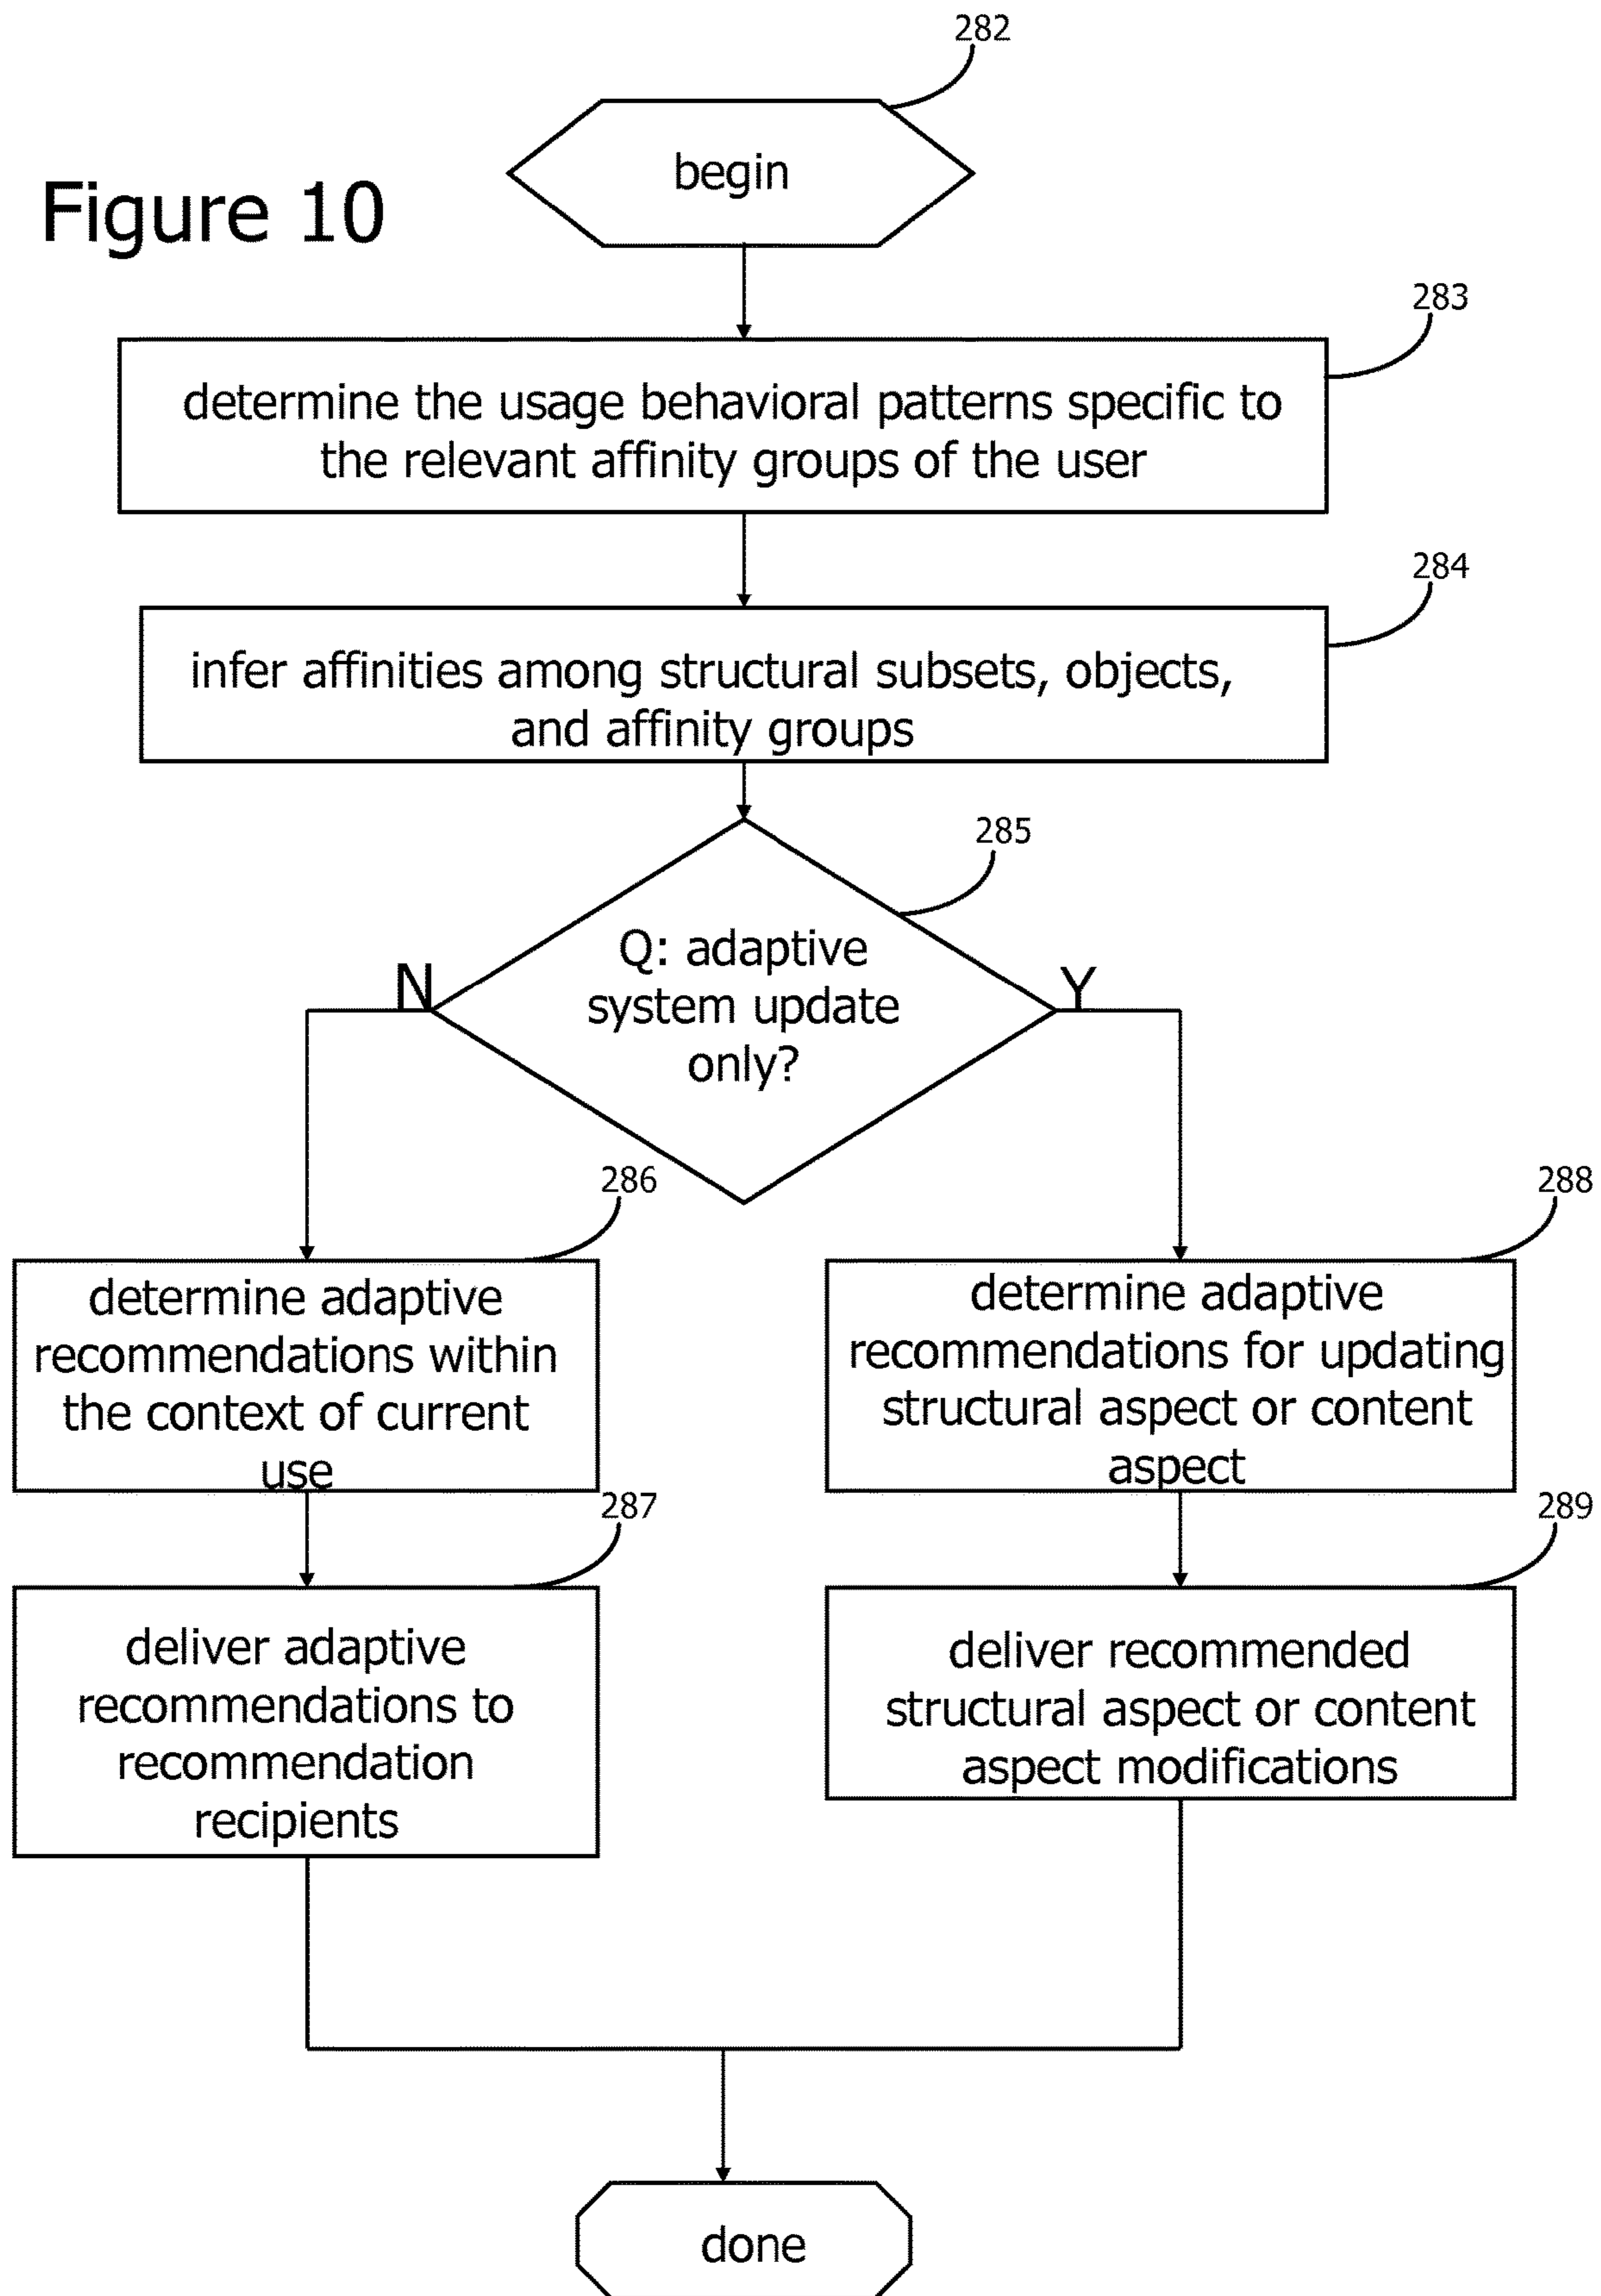 282
begin
Figure 10
283
determine the usage behavioral patterns specific to
the relevant affinity groups of the user
284
infer affinities among structural subsets, objects,
and affinity groups
285
Q: adaptive
system update
only?
N
Y
286
determine adaptive
recommendations within
the context of current
use
288
determine adaptive
recommendations for updating
structural aspect or content
aspect
287
deliver adaptive
recommendations to
recommendation
recipients
289
deliver recommended
structural aspect or content
aspect modifications
done